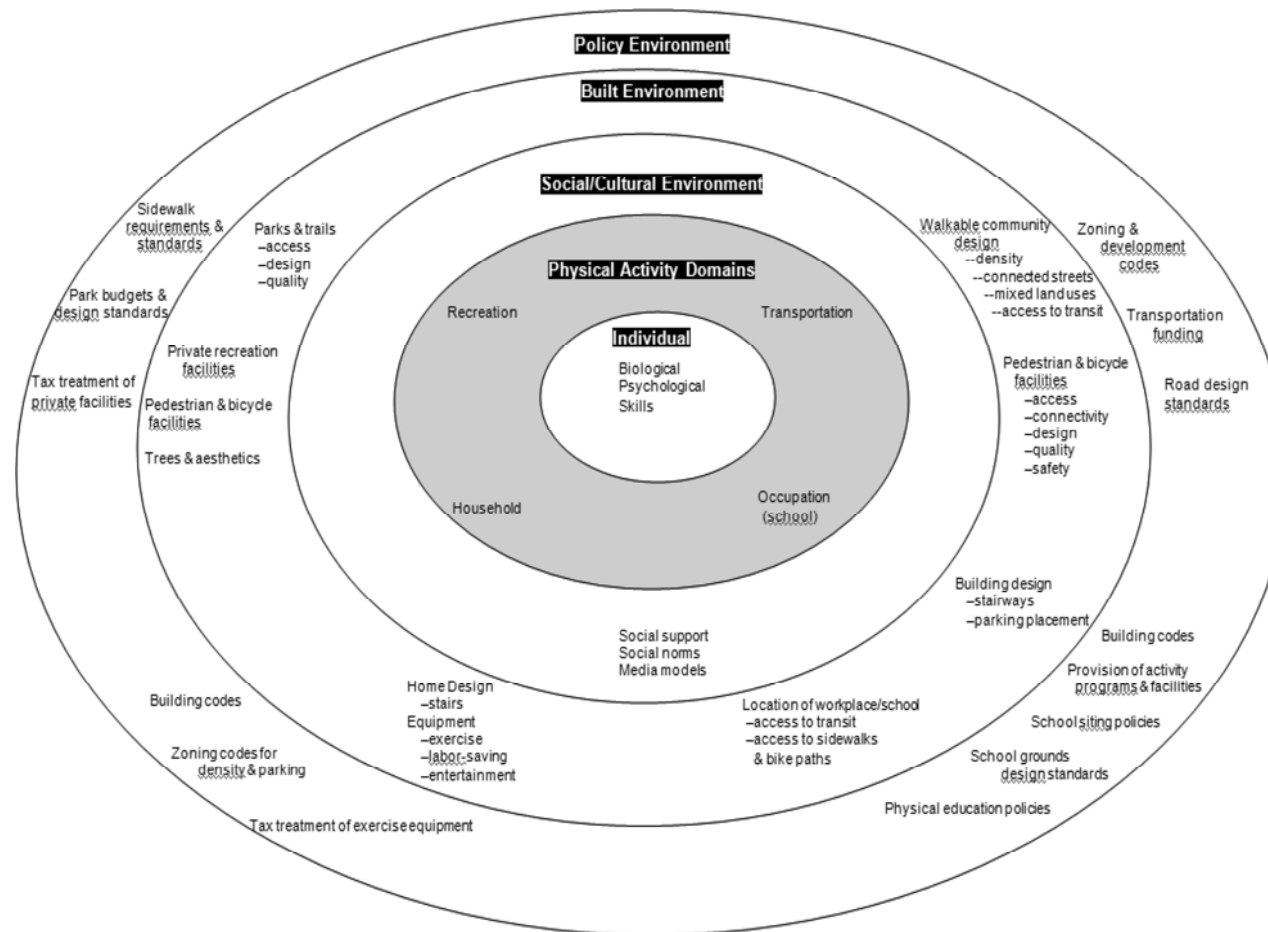 Policy Environment
Built Environment
Social/Cultural Environment
Physical Activity Domains
Individual
Biological
Psychological
Skills
Recreation
Transportation
Household
Occupation
(school)
Social support
Social norms
Media models
Parks & trails
–access
–design
–quality
Private recreation
facilities
Pedestrian & bicycle
facilities
Trees & aesthetics
Walkable community
design
--density
--connected streets
--mixed land uses
--access to transit
Pedestrian & bicycle
facilities
–access
–connectivity
–design
–quality
–safety
Building design
–stairways
–parking placement
Home Design
–stairs
Equipment
–exercise
–labor-saving
–entertainment
Location of workplace/school
–access to transit
–access to sidewalks
& bike paths
Sidewalk
requirements &
standards
Park budgets &
design standards
Tax treatment of
private facilities
Zoning &
development
codes
Transportation
funding
Road design
standards
Building codes
Zoning codes for
density & parking
Tax treatment of exercise equipment
Building codes
Provision of activity
programs & facilities
School siting policies
School grounds
design standards
Physical education policies